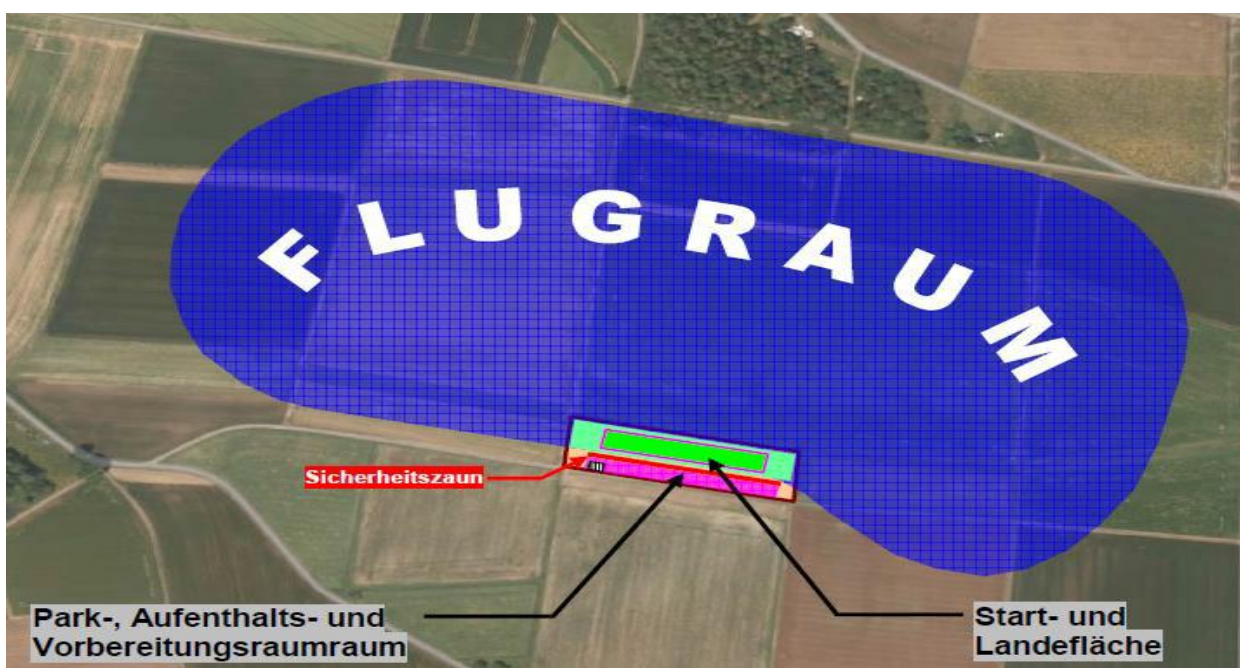 FLUGRAUM
Sicherheitszaun
Park-, Aufenthalts- und
Vorbereitungsraumraum
Start- und
Landefläche